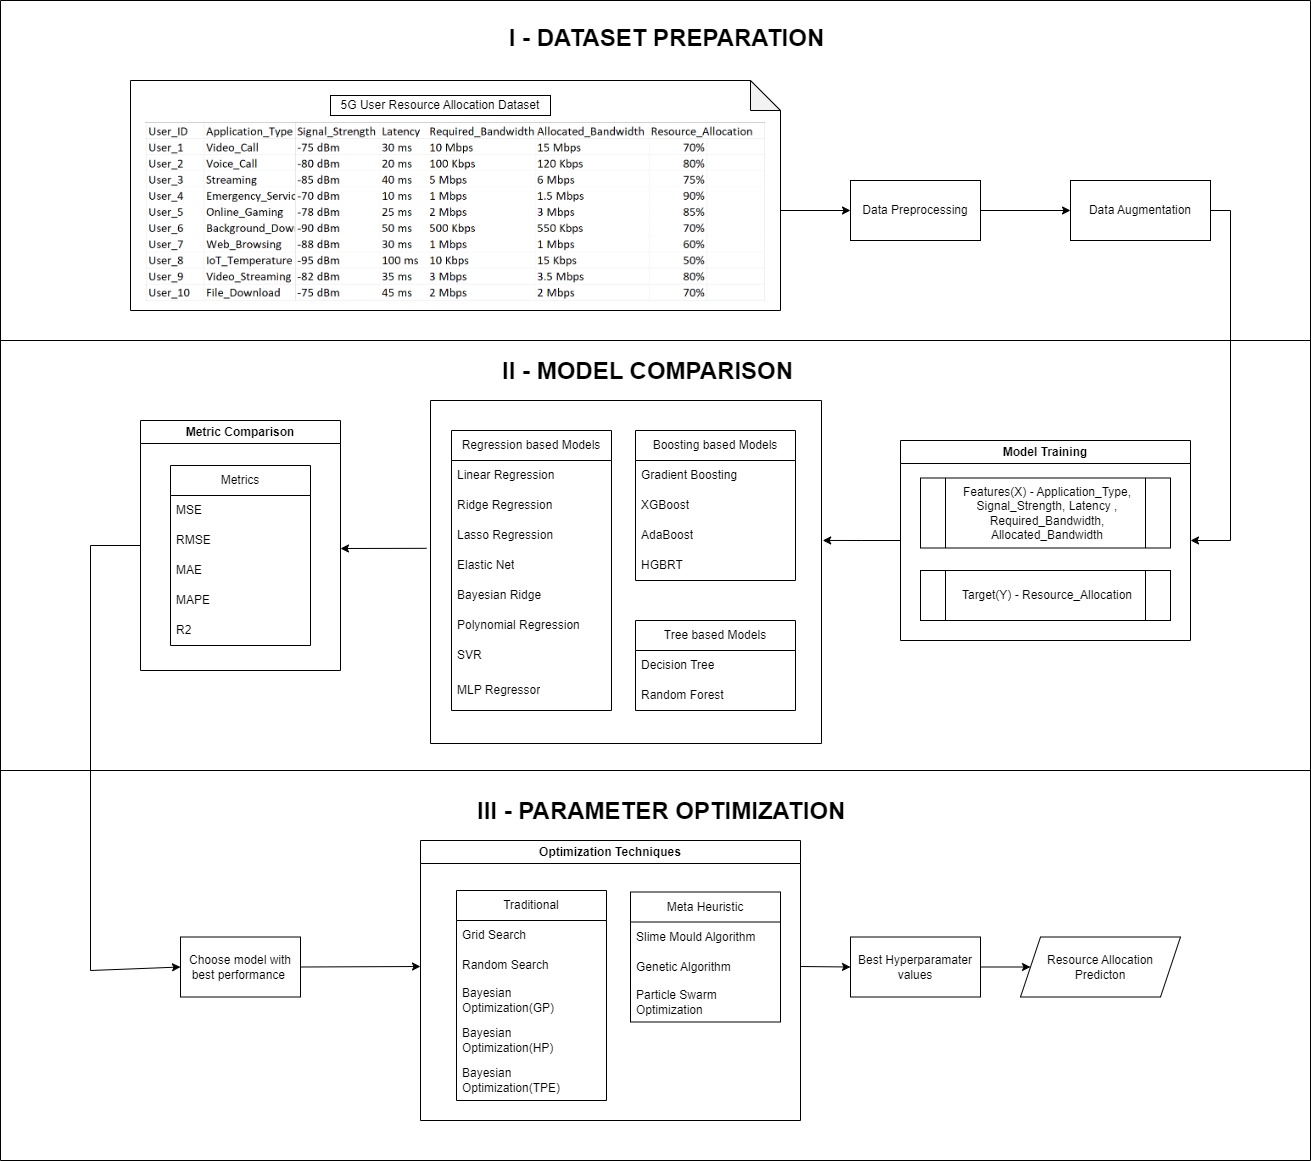 I - DATASET PREPARATION
5G User Resource Allocation Dataset
User_ID Application_Type Signal_Strength Latency Required_Bandwidth Allocated_Bandwidth Resource_Allocation
User_1 Video_Call -75 dBm 30 ms 10 Mbps 15 Mbps 70%
User_2 Voice_Call -80 dBm 20 ms 100 Kbps 120 Kbps 80%
User_3 Streaming -85 dBm 40 ms 5 Mbps 6 Mbps 75%
User_4 Emergency_Servic -70 dBm 10 ms 1 Mbps 1.5 Mbps 90%
User_5 Online_Gaming -78 dBm 25 ms 2 Mbps 3 Mbps 85%
User_6 Background_Dow -90 dBm 50 ms 500 Kbps 550 Kbps 70%
User_7 Web_Browsing -88 dBm 30 ms 1 Mbps 1 Mbps 60%
User_8 IoT_Temperature -95 dBm 100 ms 10 Kbps 15 Kbps 50%
User_9 Video_Streaming -82 dBm 35 ms 3 Mbps 3.5 Mbps 80%
User_10 File_Download -75 dBm 45 ms 2 Mbps 2 Mbps 70%
Data Preprocessing
Data Augmentation
II - MODEL COMPARISON
Model Training
Features(X) - Application_Type,
Signal_Strength, Latency ,
Required_Bandwidth,
Allocated_Bandwidth
Target(Y) - Resource_Allocation
Regression based Models
Linear Regression
Ridge Regression
Lasso Regression
Elastic Net
Bayesian Ridge
Polynomial Regression
SVR
MLP Regressor
Boosting based Models
Gradient Boosting
XGBoost
AdaBoost
HGBRT
Tree based Models
Decision Tree
Random Forest
Metric Comparison
Metrics
MSE
RMSE
MAE
MAPE
R2
III - PARAMETER OPTIMIZATION
Choose model with
best performance
Optimization Techniques
Traditional
Grid Search
Random Search
Bayesian
Optimization(GP)
Bayesian
Optimization(HP)
Bayesian
Optimization(TPE)
Meta Heuristic
Slime Mould Algorithm
Genetic Algorithm
Particle Swarm
Optimization
Best Hyperparamater
values
Resource Allocation
Predicton